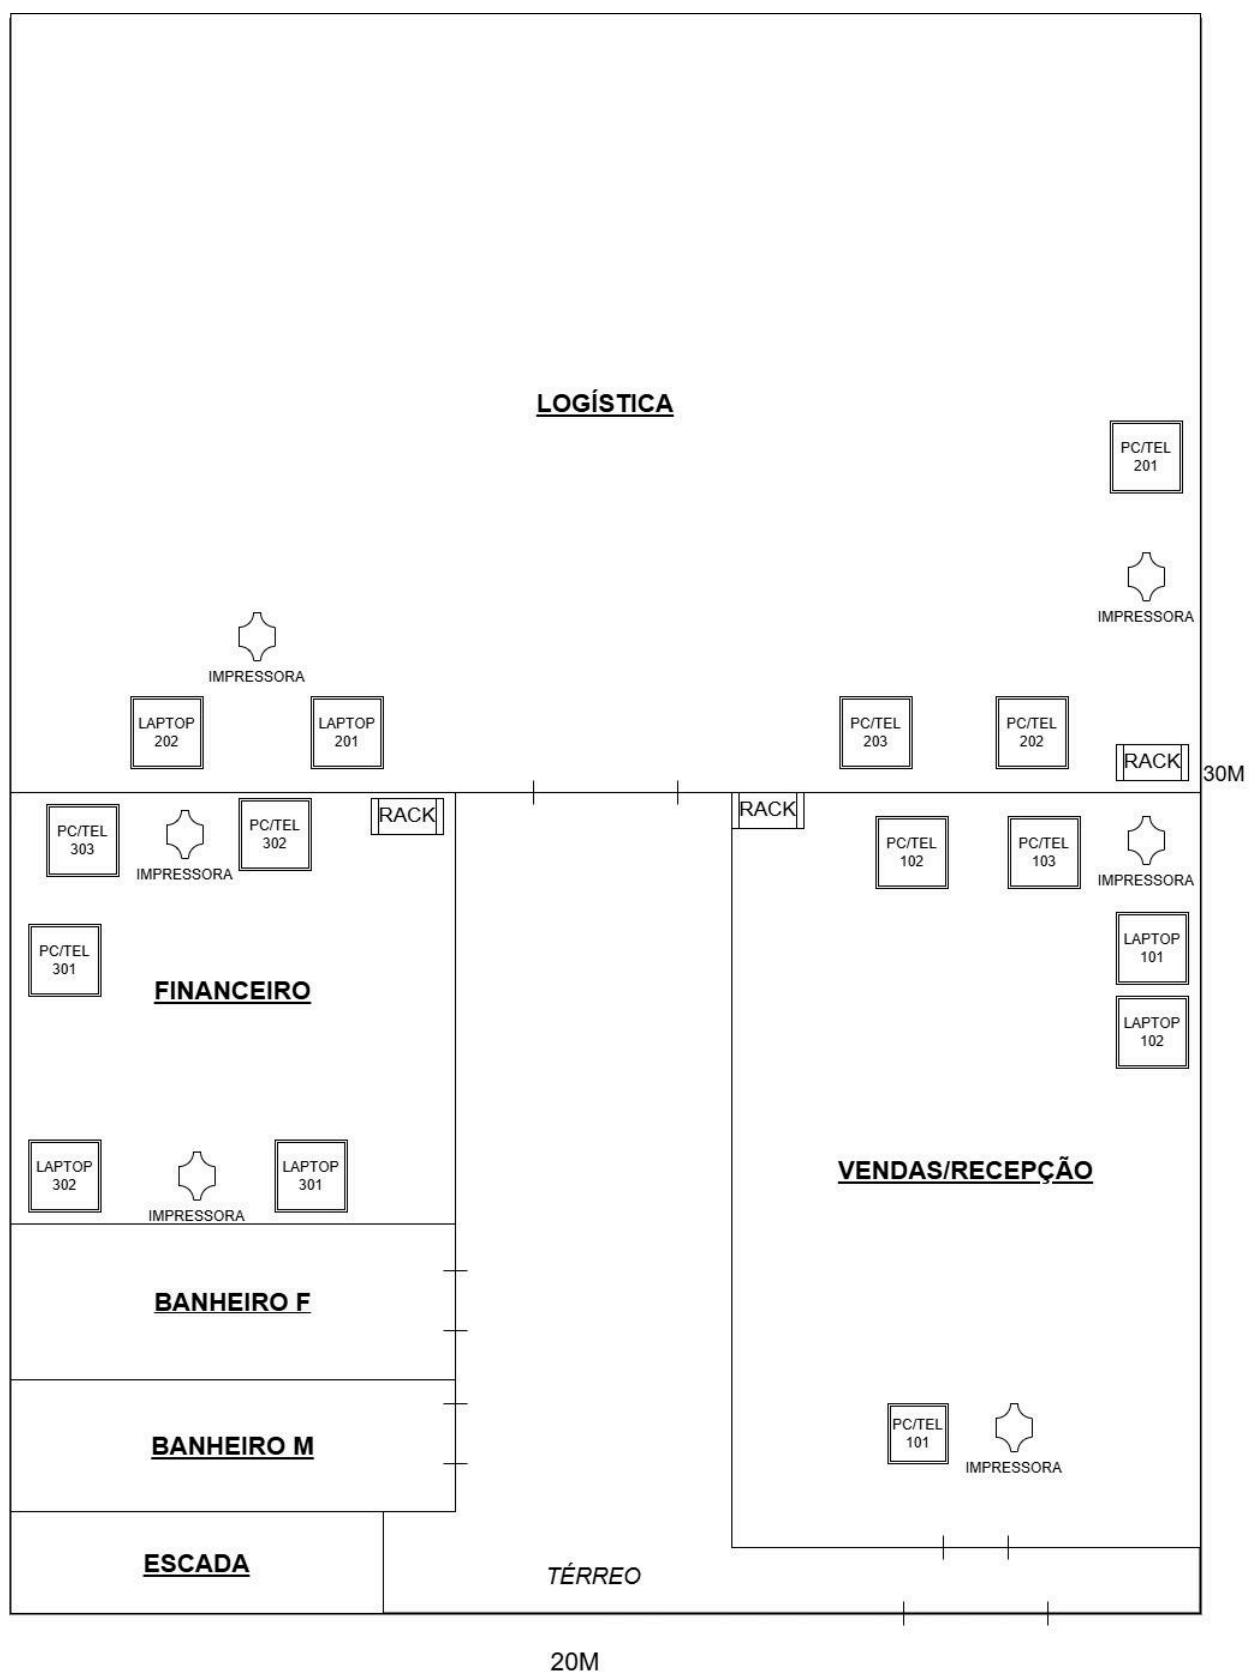 LOGÍSTICA
PC/TEL
201
IMPRESSORA
IMPRESSORA
LAPTOP
202
LAPTOP
201
PC/TEL
203
PC/TEL
202
RACK
30M
PC/TEL
303
IMPRESSORA
PC/TEL
302
RACK
RACK
PC/TEL
102
PC/TEL
103
IMPRESSORA
PC/TEL
301
FINANCEIRO
LAPTOP
101
LAPTOP
102
LAPTOP
302
IMPRESSORA
LAPTOP
301
VENDAS/RECEPÇÃO
BANHEIRO F
BANHEIRO M
PC/TEL
101
IMPRESSORA
ESCADA
TÉRREO
20M